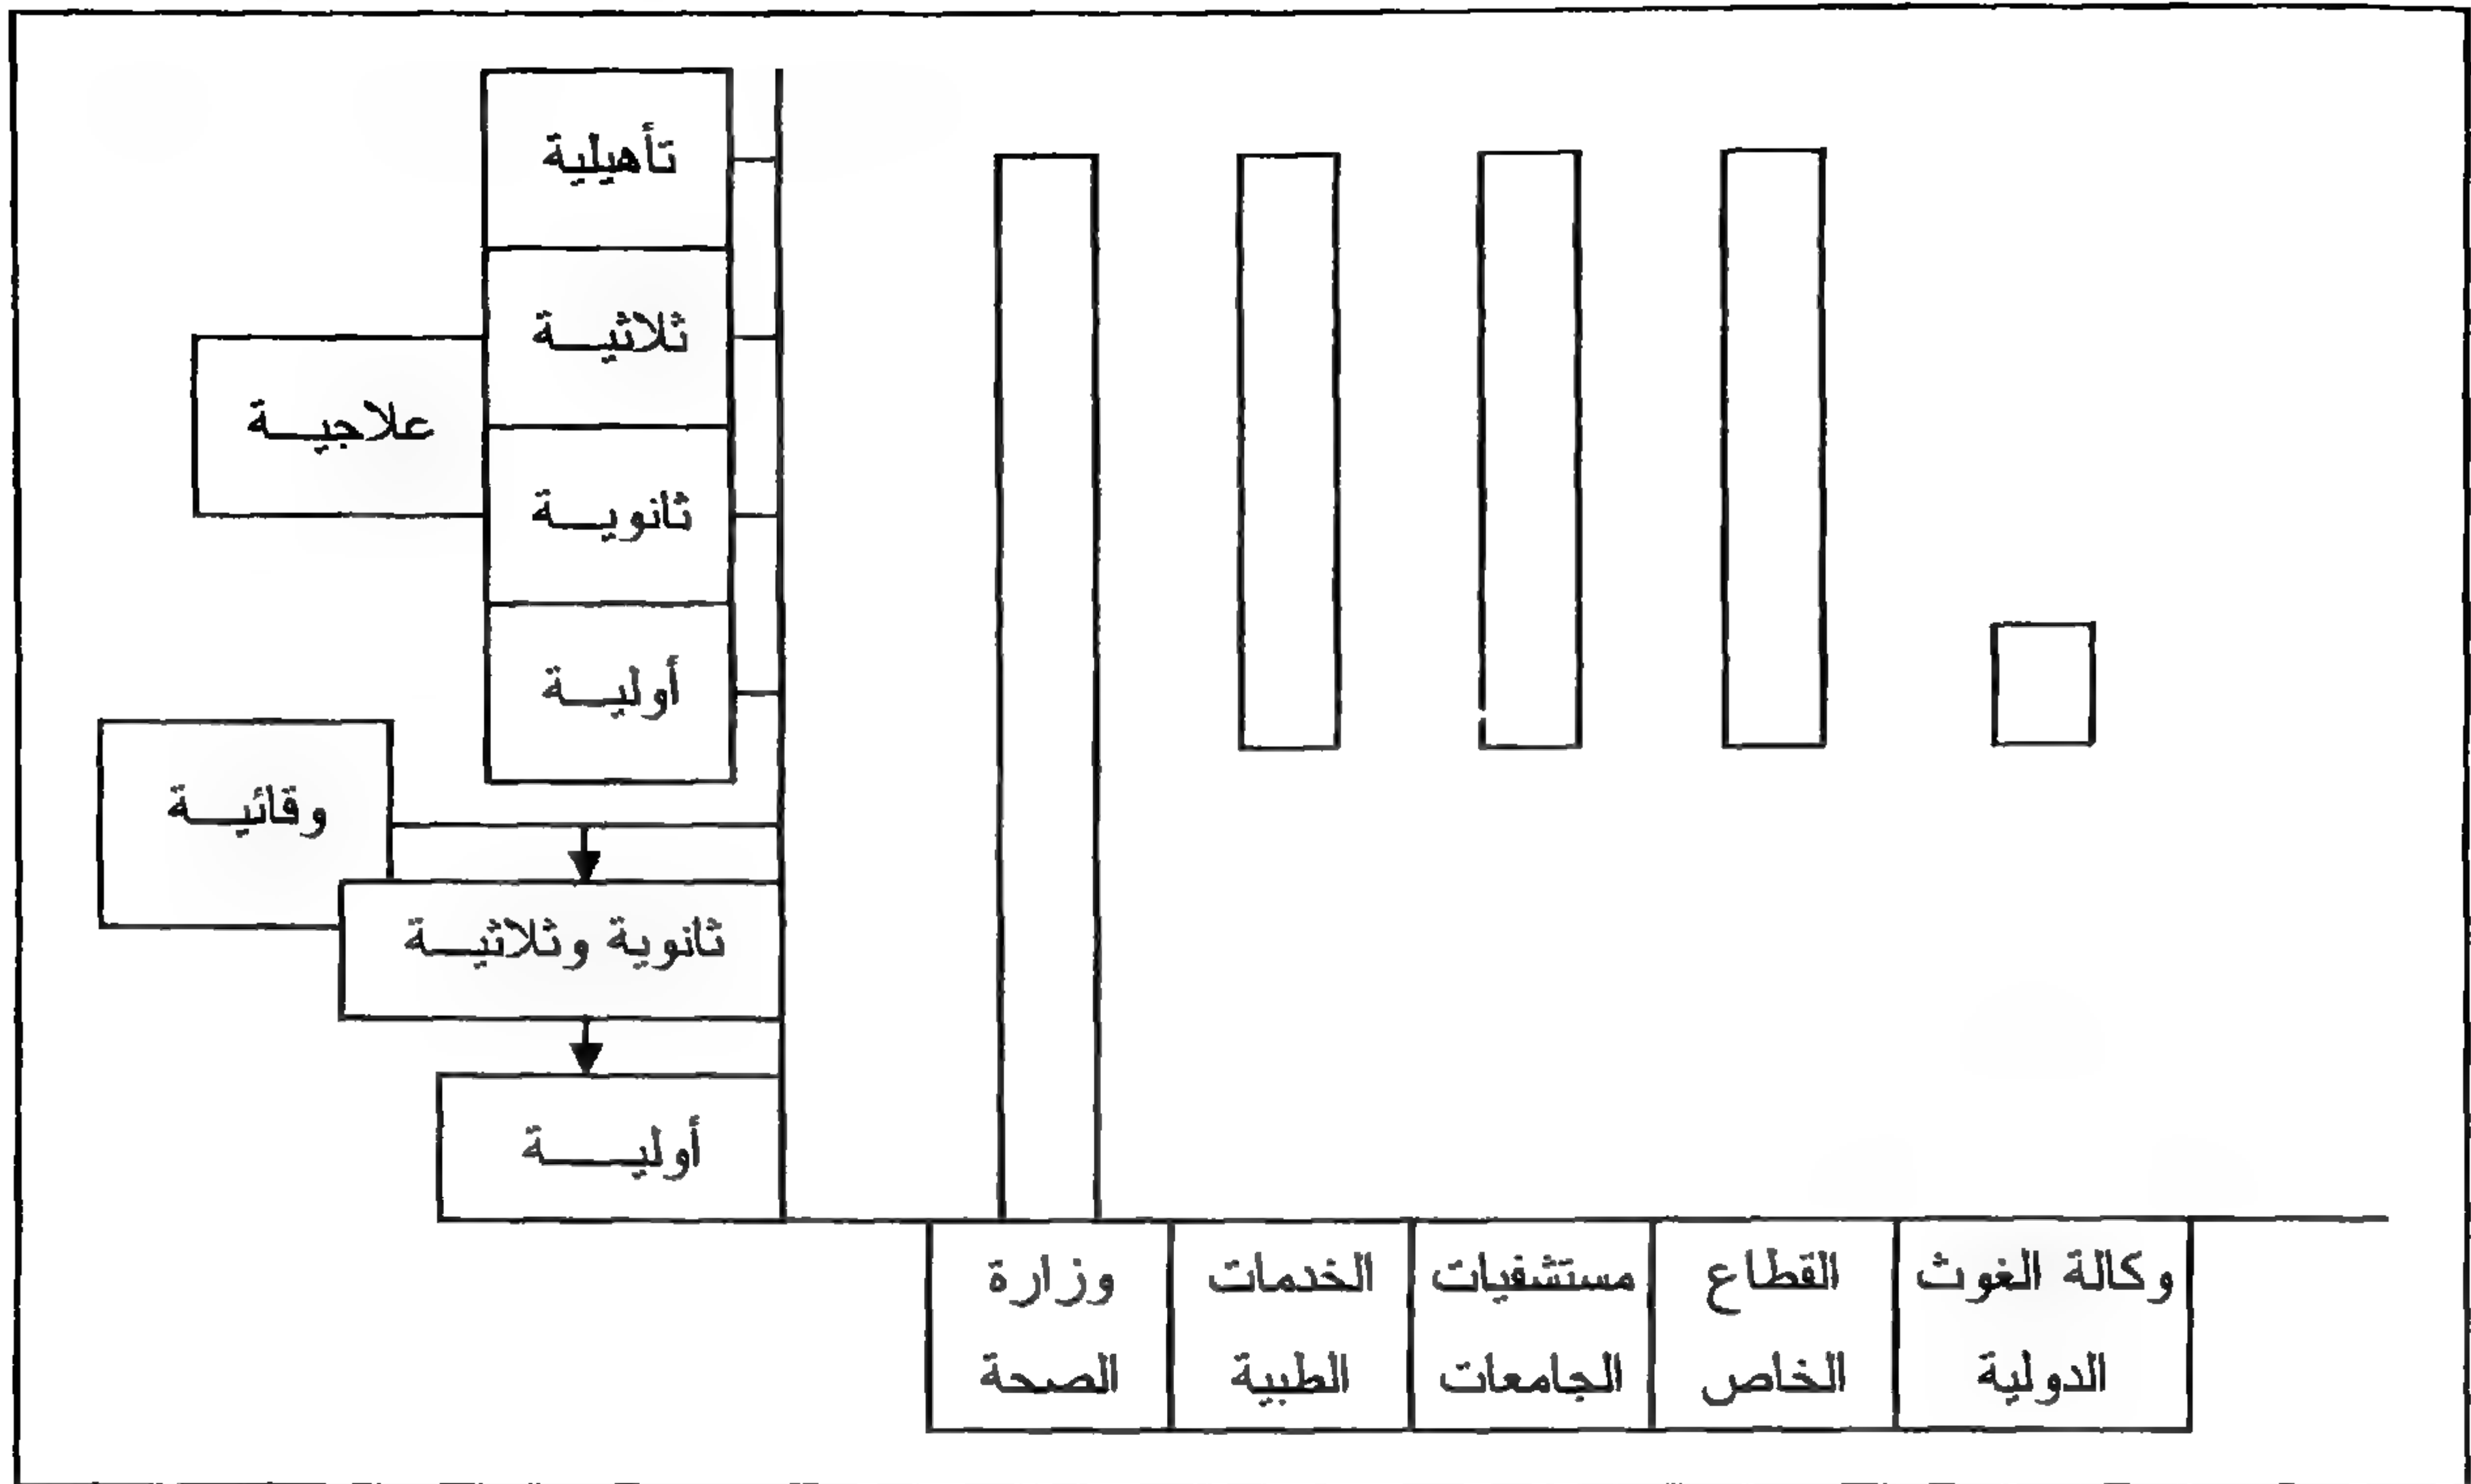 تأهيلية
ثلاثيـــة
علاجيـــة
ثانويـــة
أوليـــة
وقائيـــة
ثانوية وثلاثيـــة
أوليـــــة
وزارة
الصحة
الخدمات
الطبية
مستشفيات
الجامعات
القطاع
الخاص
وكالة الغوث
الدولية